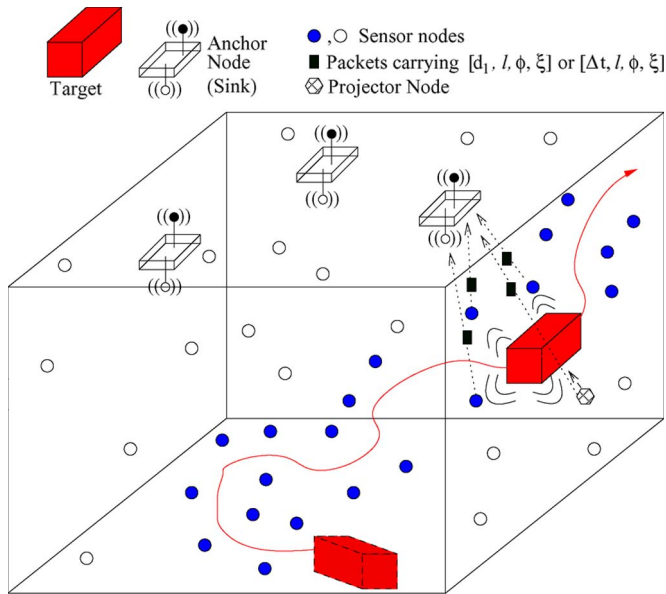 Target
Anchor
Node
(Sink)
, Sensor nodes
Packets carrying [d₁, l, ϕ, ξ] or [Δt, l, ϕ, ξ]
Projector Node